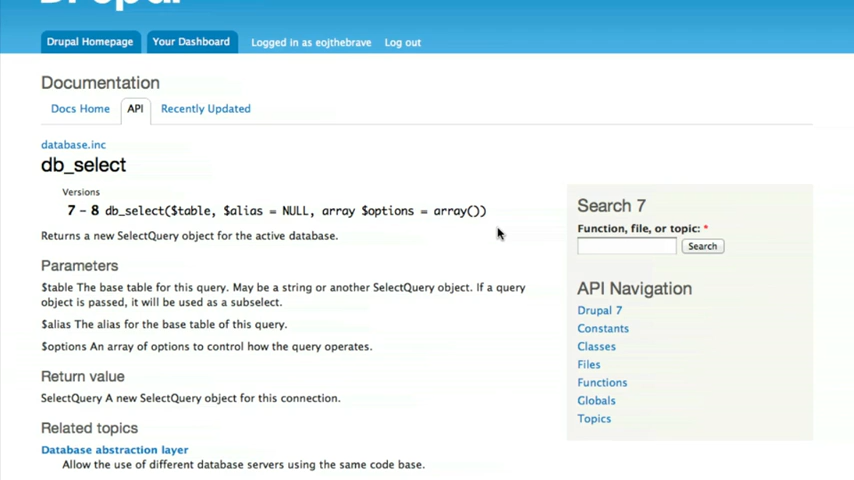 Drupal
Drupal Homepage
Your Dashboard
Logged in as eojthebrave
Log out
Documentation
Docs Home
API
Recently Updated
database.inc
db_select
Versions
7 – 8 db_select($table, $alias = NULL, array $options = array())
Returns a new SelectQuery object for the active database.
Parameters
$table The base table for this query. May be a string or another SelectQuery object. If a query
object is passed, it will be used as a subselect.
$alias The alias for the base table of this query.
$options An array of options to control how the query operates.
Return value
SelectQuery A new SelectQuery object for this connection.
Related topics
Database abstraction layer
Allow the use of different database servers using the same code base.
Search 7
Function, file, or topic: *
Search
API Navigation
Drupal 7
Constants
Classes
Files
Functions
Globals
Topics